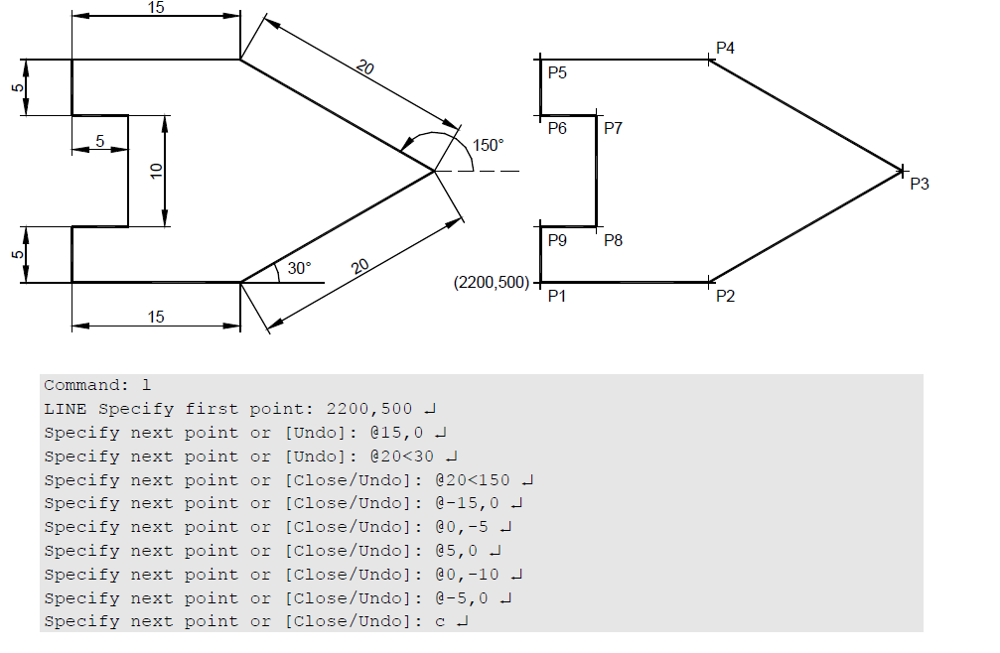 15
20
P4
P5
5
P6
P7
5
150°
10
P3
P9
P8
5
30°
20
(2200,500)
P1
P2
15
Command: l
LINE Specify first point: 2200,500 ↵
Specify next point or [Undo]: @15,0 ↵
Specify next point or [Undo]: @20<30 ↵
Specify next point or [Close/Undo]: @20<150 ↵
Specify next point or [Close/Undo]: @-15,0 ↵
Specify next point or [Close/Undo]: @0,-5 ↵
Specify next point or [Close/Undo]: @5,0 ↵
Specify next point or [Close/Undo]: @0,-10 ↵
Specify next point or [Close/Undo]: @-5,0 ↵
Specify next point or [Close/Undo]: c ↵